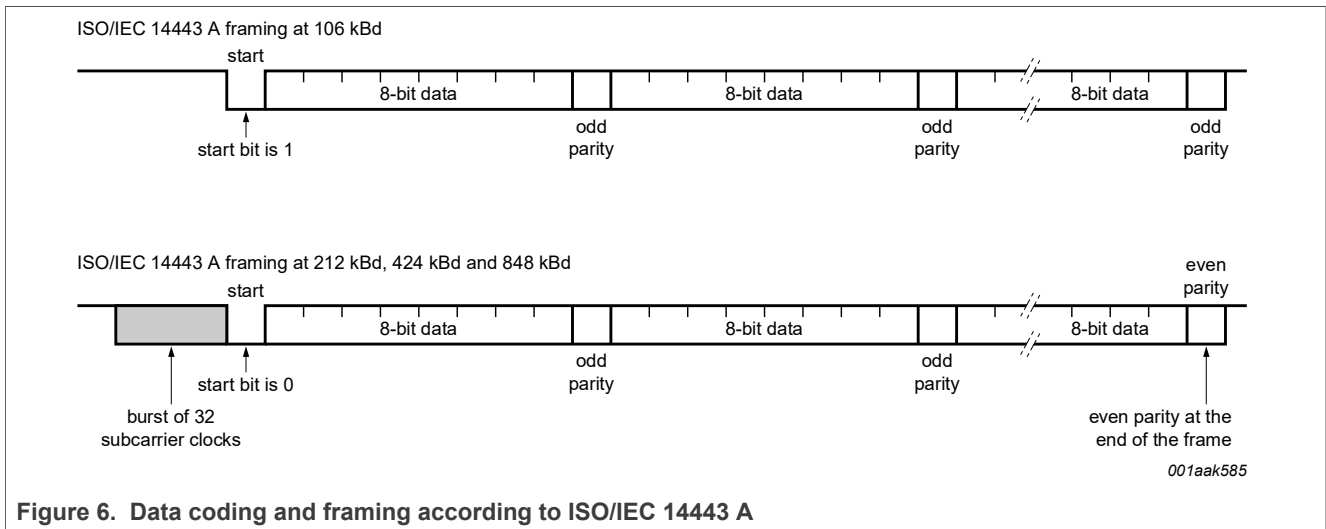 ISO/IEC 14443 A framing at 106 kBd
start
8-bit data
8-bit data
8-bit data
odd
parity
odd
parity
odd
parity
start bit is 1
ISO/IEC 14443 A framing at 212 kBd, 424 kBd and 848 kBd
even
parity
start
8-bit data
8-bit data
8-bit data
odd
parity
odd
parity
start bit is 0
burst of 32
subcarrier clocks
even parity at the
end of the frame
001aak585
Figure 6. Data coding and framing according to ISO/IEC 14443 A